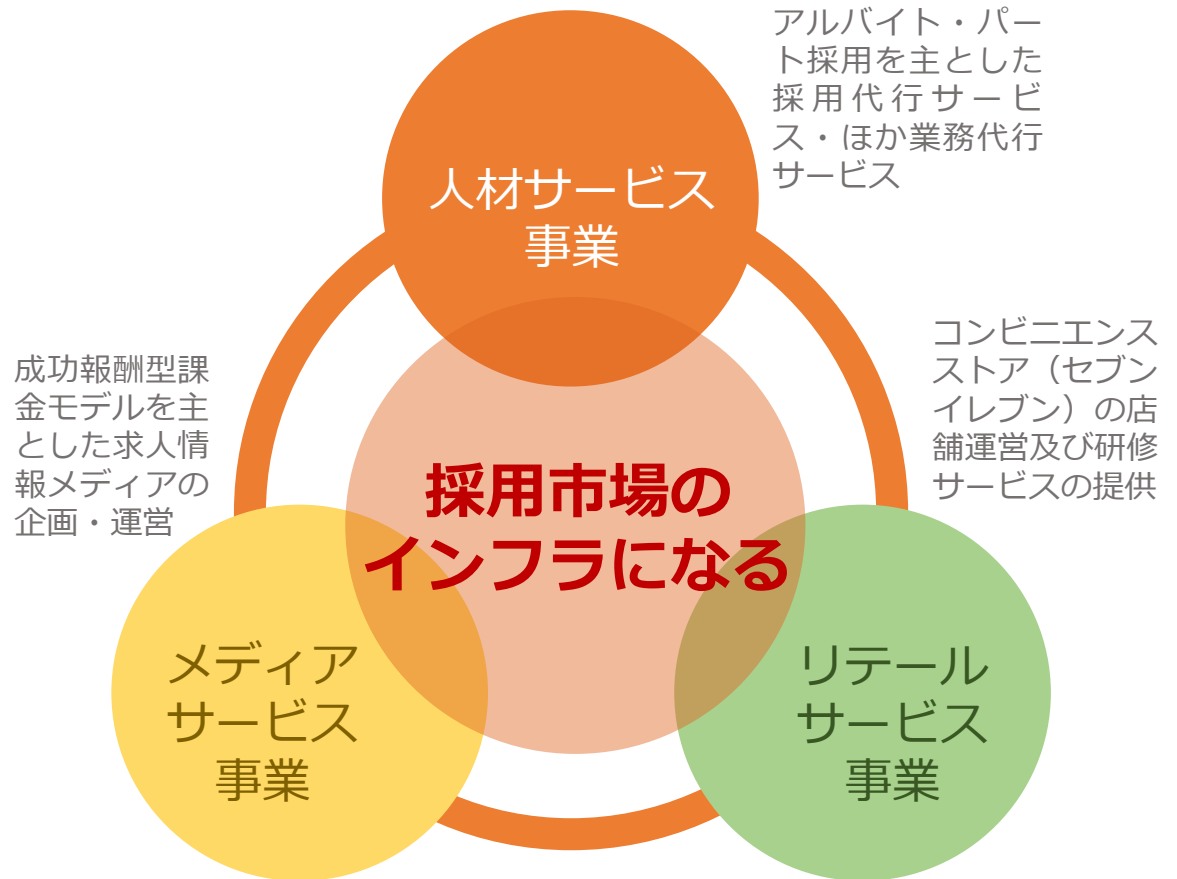 アルバイト・パー
ト採用を主とした
採用代行サービ
ス・ほか業務代行
サービス
人材サービス
事業
コンビニエンス
ストア（セブン
イレブン）の店
舗運営及び研修
サービスの提供
成功報酬型課
金モデルを主
とした求人情
報メディアの
企画・運営
採用市場の
インフラになる
メディア
サービス
事業
リテール
サービス
事業